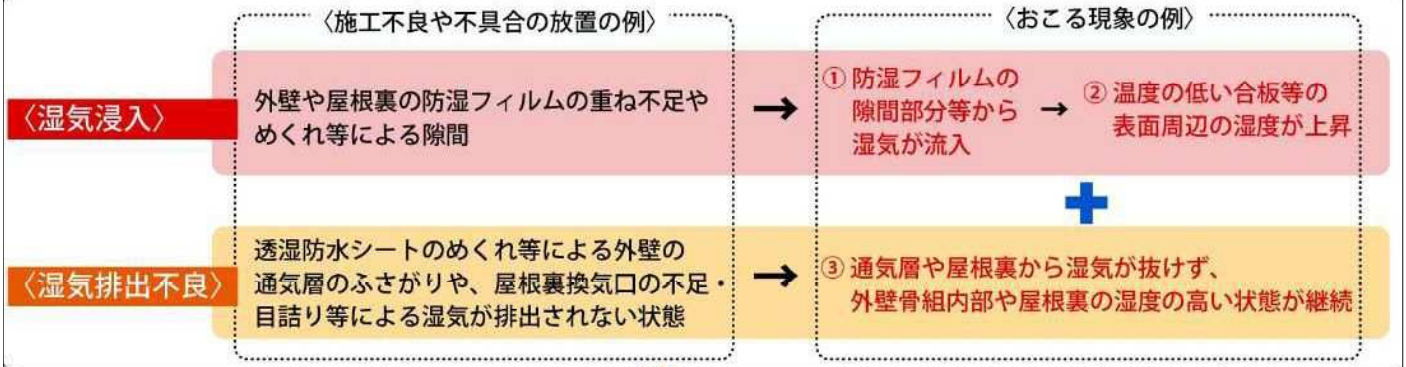 〈施工不良や不具合の放置の例〉
〈おこる現象の例〉
〈湿気浸入〉
外壁や屋根裏の防湿フィルムの重ね不足や
めくれ等による隙間
→
① 防湿フィルムの
隙間部分等から
湿気が流入
→
② 温度の低い合板等の
表面周辺の湿度が上昇
+
〈湿気排出不良〉
透湿防水シートのめくれ等による外壁の
通気層のふさがりや、屋根裏換気口の不足・
目詰り等による湿気が排出されない状態
→
③ 通気層や屋根裏から湿気が抜けず、
外壁骨組内部や屋根裏の湿度の高い状態が継続